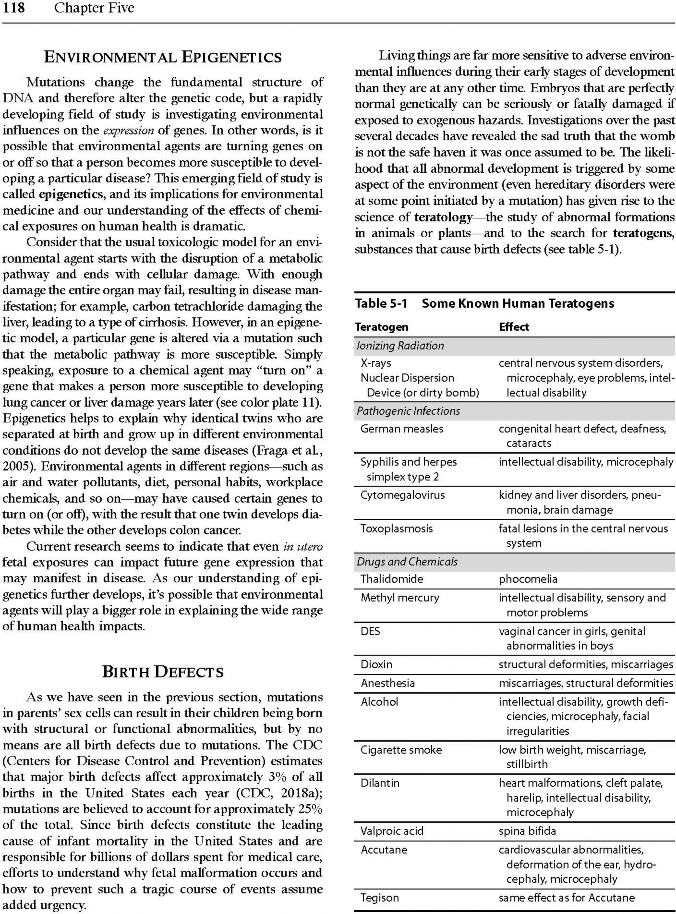 118 Chapter Five
ENVIRONMENTAL EPIGENETICS
Mutations change the fundamental structure of
DNA and therefore alter the genetic code, but a rapidly
developing field of study is investigating environmental
influences on the expression of genes. In other words, is it
possible that environmental agents are turning genes on
or off so that a person becomes more susceptible to devel-
oping a particular disease? This emerging field of study is
called epigenetics, and its implications for environmental
medicine and our understanding of the effects of chemi-
cal exposures on human health is dramatic.
Consider that the usual toxicologic model for an envi-
ronmental agent starts with the disruption of a metabolic
pathway and ends with cellular damage. With enough
damage the entire organ may fail, resulting in disease man-
ifestation; for example, carbon tetrachloride damaging the
liver, leading to a type of cirrhosis. However, in an epigene-
tic model, a particular gene is altered via a mutation such
that the metabolic pathway is more susceptible. Simply
speaking, exposure to a chemical agent may “turn on” a
gene that makes a person more susceptible to developing
lung cancer or liver damage years later (see color plate 11).
Epigenetics helps to explain why identical twins who are
separated at birth and grow up in different environmental
conditions do not develop the same diseases (Fraga et al.,
2005). Environmental agents in different regions—such as
air and water pollutants, diet, personal habits, workplace
chemicals, and so on—may have caused certain genes to
turn on (or off), with the result that one twin develops dia-
betes while the other develops colon cancer.
Current research seems to indicate that even in utero
fetal exposures can impact future gene expression that
may manifest in disease. As our understanding of epi-
genetics further develops, it’s possible that environmental
agents will play a bigger role in explaining the wide range
of human health impacts.
BIRTH DEFECTS
As we have seen in the previous section, mutations
in parents’ sex cells can result in their children being born
with structural or functional abnormalities, but by no
means are all birth defects due to mutations. The CDC
(Centers for Disease Control and Prevention) estimates
that major birth defects affect approximately 3% of all
births in the United States each year (CDC, 2018a);
mutations are believed to account for approximately 25%
of the total. Since birth defects constitute the leading
cause of infant mortality in the United States and are
responsible for billions of dollars spent for medical care,
efforts to understand why fetal malformation occurs and
how to prevent such a tragic course of events assume
added urgency.
Living things are far more sensitive to adverse environ-
mental influences during their early stages of development
than they are at any other time. Embryos that are perfectly
normal genetically can be seriously or fatally damaged if
exposed to exogenous hazards. Investigations over the past
several decades have revealed the sad truth that the womb
is not the safe haven it was once assumed to be. The likeli-
hood that all abnormal development is triggered by some
aspect of the environment (even hereditary disorders were
at some point initiated by a mutation) has given rise to the
science of teratology—the study of abnormal formations
in animals or plants—and to the search for teratogens,
substances that cause birth defects (see table 5-1).
Table 5-1 Some Known Human Teratogens
Teratogen Effect
Ionizing Radiation
X-rays central nervous system disorders,
Nuclear Dispersion microcephaly, eye problems, intel-
Device (or dirty bomb) lectual disability
Pathogenic Infections
German measles congenital heart defect, deafness,
cataracts
Syphilis and herpes intellectual disability, microcephaly
simplex type 2
Cytomegalovirus kidney and liver disorders, pneu-
monia, brain damage
Toxoplasmosis fatal lesions in the central nervous
system
Drugs and Chemicals
Thalidomide phocomelia
Methyl mercury intellectual disability, sensory and
motor problems
DES vaginal cancer in girls, genital
abnormalities in boys
Dioxin structural deformities, miscarriages
Anesthesia miscarriages, structural deformities
Alcohol intellectual disability, growth defi-
ciencies, microcephaly, facial
irregularities
Cigarette smoke low birth weight, miscarriage,
stillbirth
Dilantin heart malformations, cleft palate,
harelip, intellectual disability,
microcephaly
Valproic acid spina bifida
Accutane cardiovascular abnormalities,
deformation of the ear, hydro-
cephaly, microcephaly
Tegison same effect as for Accutane